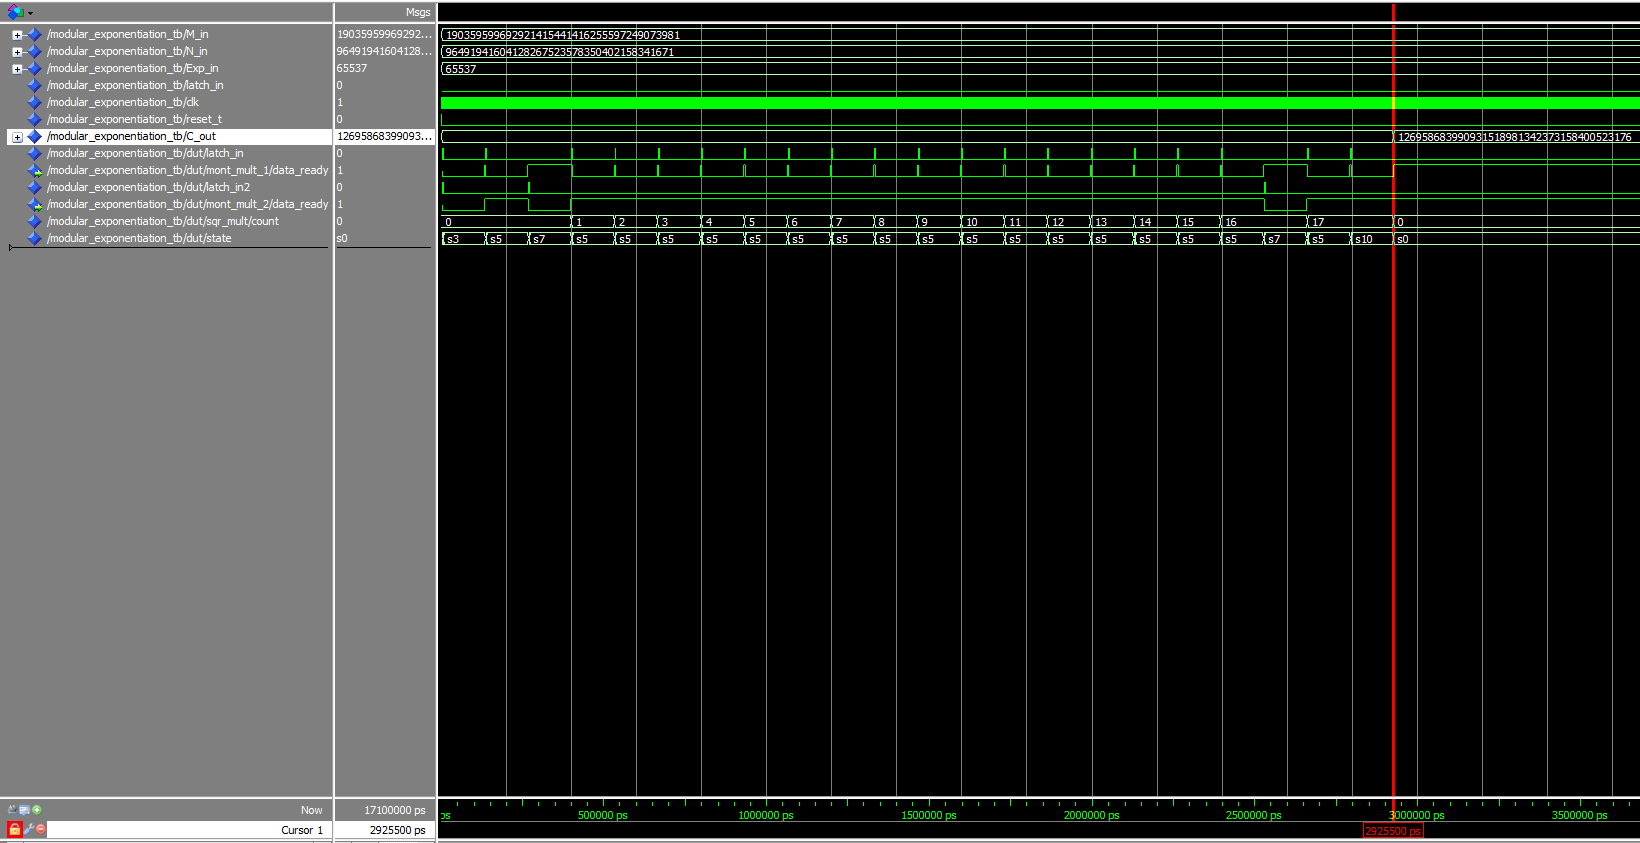 Msgs
/modular_exponentiation_tb/M_in 19035959969292... 190359599692921415441416255597249073981
/modular_exponentiation_tb/N_in 96491941604128... 96491941604128267523578350402158341671
/modular_exponentiation_tb/Exp_in 65537 65537
/modular_exponentiation_tb/latch_in 0
/modular_exponentiation_tb/clk 1
/modular_exponentiation_tb/reset_t 0
/modular_exponentiation_tb/C_out 12695868399093... 12695868399093151898134237315840​0523176
/modular_exponentiation_tb/dut/latch_in 0
/modular_exponentiation_tb/dut/mont_mult_1/data_ready 1
/modular_exponentiation_tb/dut/latch_in2 0
/modular_exponentiation_tb/dut/mont_mult_2/data_ready 1
/modular_exponentiation_tb/dut/sqr_mult/count 0 0 1 2 3 4 5 6 7 8 9 10 11 12 13 14 15 16 17 0
/modular_exponentiation_tb/dut/state s0 s3 s5 s7 s5 s5 s5 s5 s5 s5 s5 s5 s5 s5 s5 s5 s5 s5 s5 s5 s7 s5 s10 s0
Now 17100000 ps
ps 500000 ps 1000000 ps 1500000 ps 2000000 ps 2500000 ps 3000000 ps 3500000 ps
Cursor 1 2925500 ps 2925500 ps